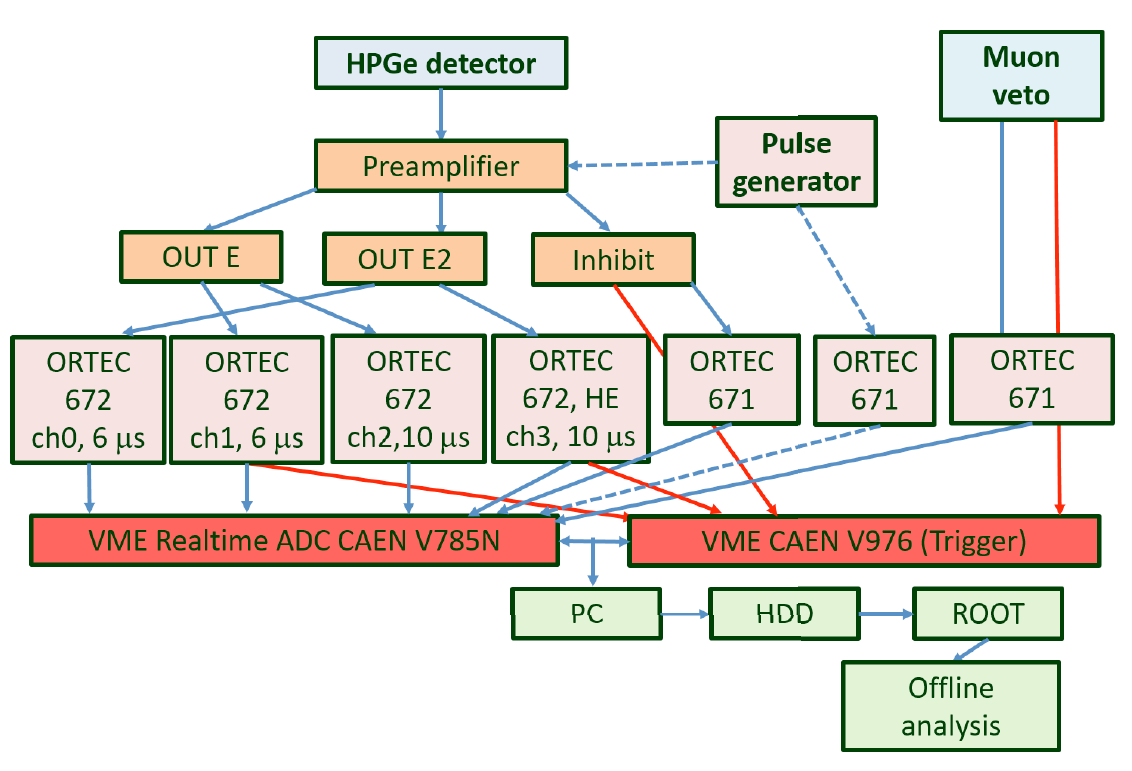 HPGe detector
Muon
veto
Pulse
generator
Preamplifier
OUT E
OUT E2
Inhibit
ORTEC
672
ch0, 6 μs
ORTEC
672
ch1, 6 μs
ORTEC
672
ch2,10 μs
ORTEC
672, HE
ch3, 10 μs
ORTEC
671
ORTEC
671
ORTEC
671
VME Realtime ADC CAEN V785N
VME CAEN V976 (Trigger)
PC
HDD
ROOT
Offline
analysis